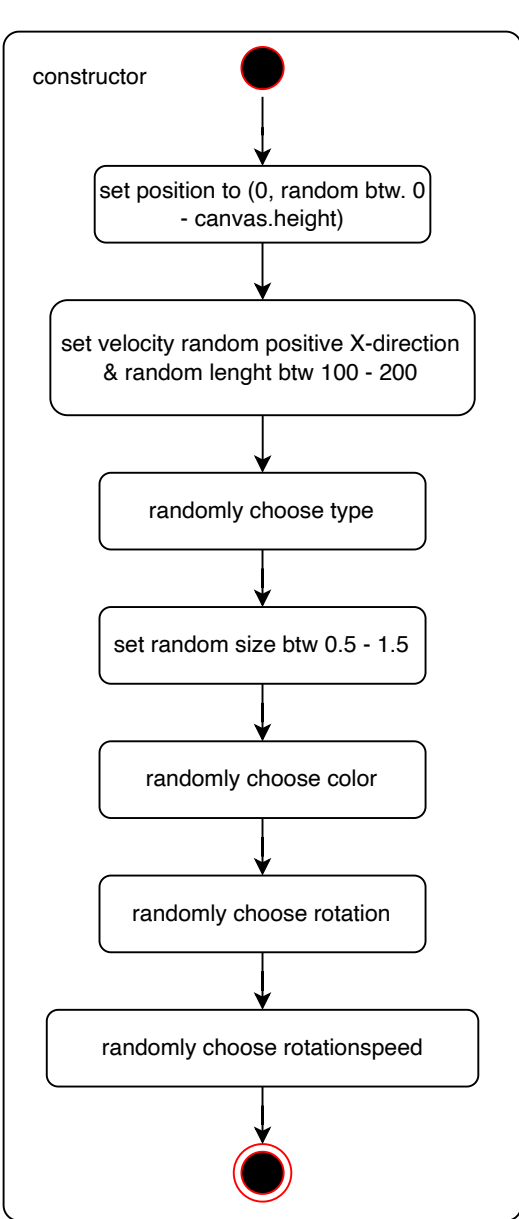 constructor
set position to (0, random btw. 0
- canvas.height)
set velocity random positive X-direction
& random lenght btw 100 - 200
randomly choose type
set random size btw 0.5 - 1.5
randomly choose color
randomly choose rotation
randomly choose rotationspeed